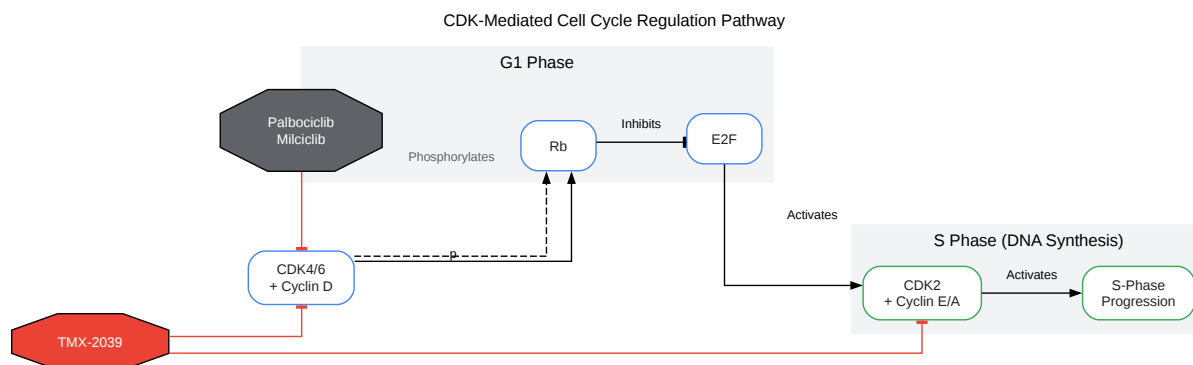 CDK-Mediated Cell Cycle Regulation Pathway
G1 Phase
Palbociclib
Milciclib
Inhibits
E2F
Rb
Phosphorylates
Activates
S Phase (DNA Synthesis)
p
CDK4/6
+ Cyclin D
CDK2
+ Cyclin E/A
Activates
S-Phase
Progression
TMX-2039